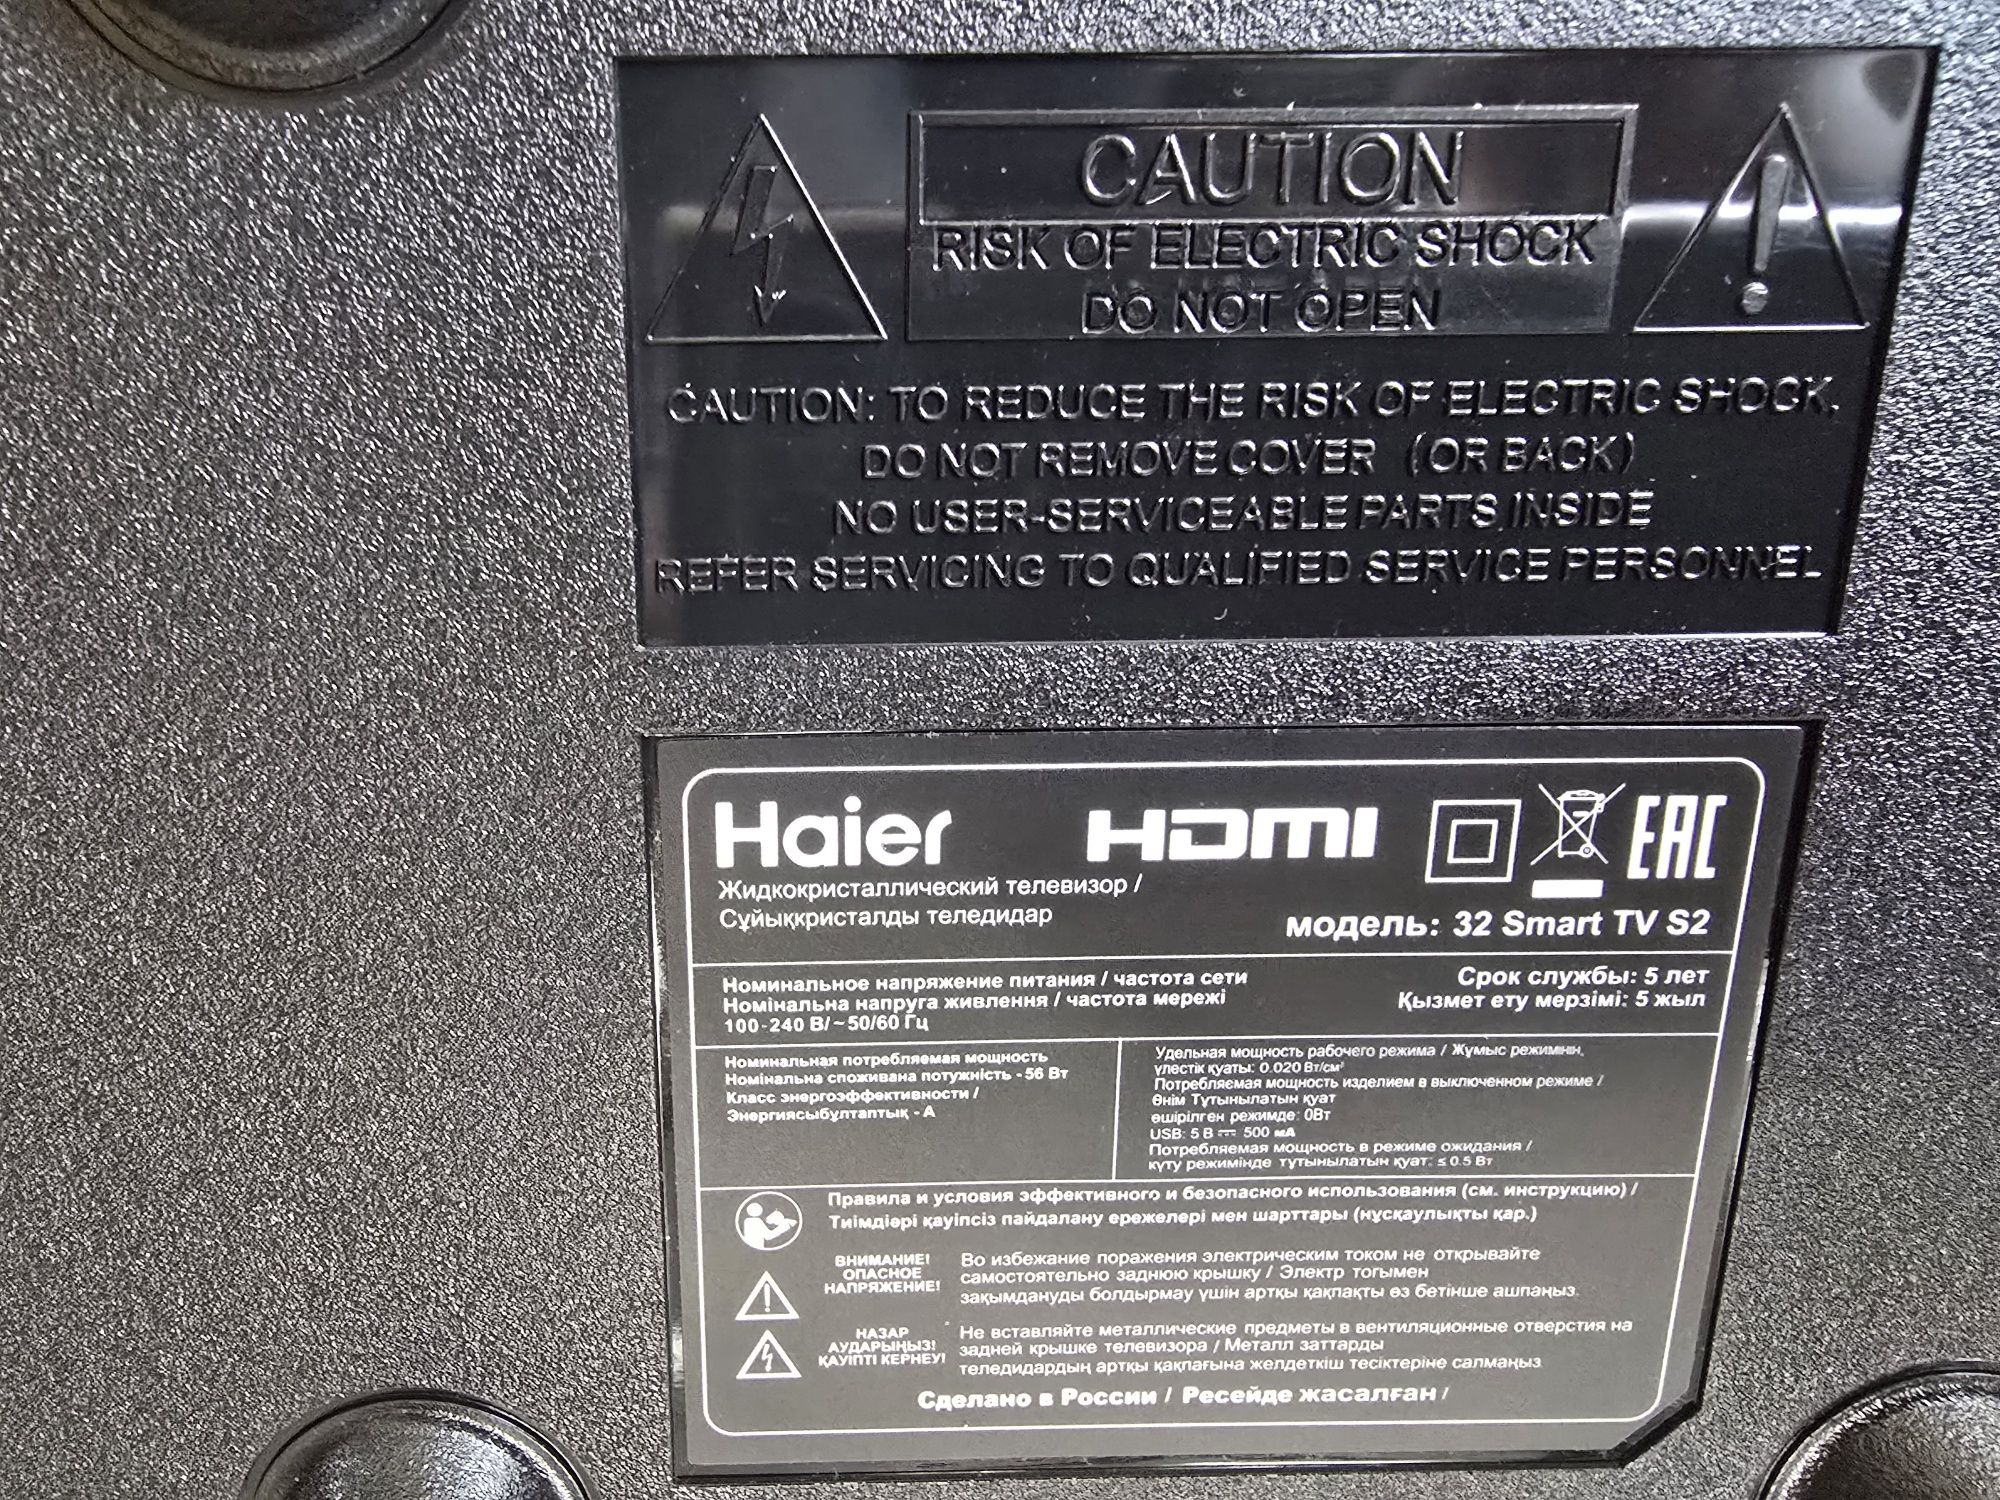 CAUTION
RISK OF ELECTRIC SHOCK
DO NOT OPEN
CAUTION: TO REDUCE THE RISK OF ELECTRIC SHOCK,
DO NOT REMOVE COVER (OR BACK)
NO USER-SERVICEABLE PARTS INSIDE
REFER SERVICING TO QUALIFIED SERVICE PERSONNEL
Haier HDMI EAC
Жидкокристаллический телевизор /
Сұйыққристалды теледидар
модель: 32 Smart TV S2
Номинальное напряжение питания / частота сети
Номінальна напруга живлення / частота мережі
100-240 В/~50/60 Гц
Срок службы: 5 лет
Қызмет ету мерзімі: 5 жыл
Номинальная потребляемая мощность
Номінальна споживана потужність - 56 Вт
Класс энергоэффективности /
Энергиясыбұлтаптық - А
Удельная мощность рабочего режима / Жұмыс режимінің
үлестік қуаты: 0.020 Вт/см²
Потребляемая мощность изделием в выключенном режиме /
Өнім Тұтынылатын қуат
өшірілген режимде: 0Вт
USB: 5 В ⎓ 500 мА
Потребляемая мощность в режиме ожидания /
күту режимінде тұтынылатын қуат: ≤ 0.5 Вт
Правила и условия эффективного и безопасного использования (см. инструкцию) /
Тиімдіәрі қауіпсіз пайдалану ережелері мен шарттары (нұсқаулықты қар.)
ВНИМАНИЕ!
ОПАСНОЕ
НАПРЯЖЕНИЕ!
Во избежание поражения электрическим током не открывайте
самостоятельно заднюю крышку / Электр тогымен
зақымдануды болдырмау үшін артқы қақпақты өз бетінше ашпаңыз.
НАЗАР
АУДАРЫҢЫЗ!
ҚАУІПТІ КЕРНЕУ!
Не вставляйте металлические предметы в вентиляционные отверстия на
задней крышке телевизора / Металл заттарды
теледидардың артқы қақпағына желдеткіш тесіктеріне салмаңыз.
Сделано в России / Ресейде жасалған /